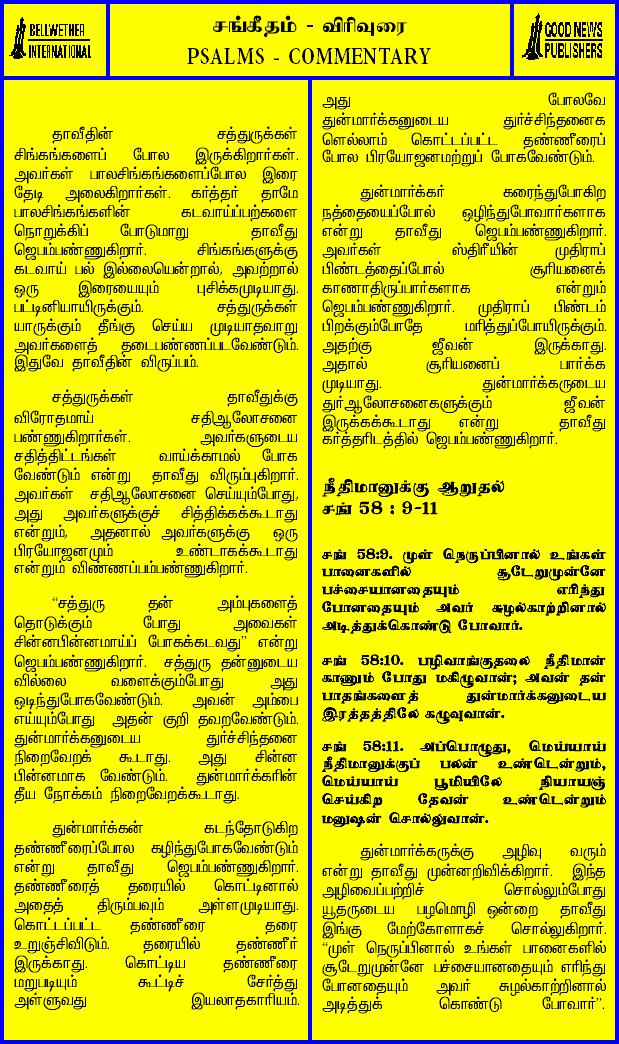 BELLWETHER
INTERNATIONAL
சங்கீதம் - விரிவுரை
PSALMS - COMMENTARY
GOOD NEWS
PUBLISHERS
தாவீதின் சத்துருக்கள்
சிங்கங்களைப் போல இருக்கிறார்கள்.
அவர்கள் பாலசிங்கங்களைப்போல இரை
தேடி அலைகிறார்கள். கர்த்தர் தாமே
பாலசிங்கங்களின் கடவாய்ப்பற்களை
நொறுக்கிப் போடுமாறு தாவீது
ஜெபம்பண்ணுகிறார். சிங்கங்களுக்கு
கடவாய் பல் இல்லையென்றால், அவற்றால்
ஒரு இரையையும் புசிக்கமுடியாது.
பட்டினியாயிருக்கும். சத்துருக்கள்
யாருக்கும் தீங்கு செய்ய முடியாதவாறு
அவர்களைத் தடைபண்ணப்படவேண்டும்.
இதுவே தாவீதின் விருப்பம்.
சத்துருக்கள் தாவீதுக்கு
விரோதமாய் சதிஆலோசனை
பண்ணுகிறார்கள். அவர்களுடைய
சதித்திட்டங்கள் வாய்க்காமல் போக
வேண்டும் என்று தாவீது விரும்புகிறார்.
அவர்கள் சதிஆலோசனை செய்யும்போது,
அது அவர்களுக்குச் சித்திக்கக்கூடாது
என்றும், அதனால் அவர்களுக்கு ஒரு
பிரயோஜனமும் உண்டாகக்கூடாது
என்றும் விண்ணப்பம்பண்ணுகிறார்.
“சத்துரு தன் அம்புகளைத்
தொடுக்கும் போது அவைகள்
சின்னபின்னமாய்ப் போகக்கடவது” என்று
ஜெபம்பண்ணுகிறார். சத்துரு தன்னுடைய
வில்லை வளைக்கும்போது அது
ஒடிந்துபோகவேண்டும். அவன் அம்பை
எய்யும்போது அதன் குறி தவறவேண்டும்.
துன்மார்க்கனுடைய துர்ச்சிந்தனை
நிறைவேறக் கூடாது. அது சின்ன
பின்னமாக வேண்டும். துன்மார்க்கரின்
தீய நோக்கம் நிறைவேறக்கூடாது.
துன்மார்க்கன் கடந்தோடுகிற
தண்ணீரைப்போல கழிந்துபோகவேண்டும்
என்று தாவீது ஜெபம்பண்ணுகிறார்.
தண்ணீரைத் தரையில் கொட்டினால்
அதைத் திரும்பவும் அள்ளமுடியாது.
கொட்டப்பட்ட தண்ணீரை தரை
உறுஞ்சிவிடும். தரையில் தண்ணீர்
இருக்காது. கொட்டிய தண்ணீரை
மறுபடியும் கூட்டிச் சேர்த்து
அள்ளுவது இயலாதகாரியம்.
அது போலவே
துன்மார்க்கனுடைய துர்ச்சிந்தனைக
ளெல்லாம் கொட்டப்பட்ட தண்ணீரைப்
போல பிரயோஜனமற்றுப் போகவேண்டும்.
துன்மார்க்கர் கரைந்துபோகிற
நத்தையைப்போல் ஒழிந்துபோவார்களாக
என்று தாவீது ஜெபம்பண்ணுகிறார்.
அவர்கள் ஸ்திரீயின் முதிராப்
பிண்டத்தைப்போல் சூரியனைக்
காணாதிருப்பார்களாக என்றும்
ஜெபம்பண்ணுகிறார். முதிராப் பிண்டம்
பிறக்கும்போதே மரித்துப்போயிருக்கும்.
அதற்கு ஜீவன் இருக்காது.
அதால் சூரியனைப் பார்க்க
முடியாது. துன்மார்க்கருடைய
துர்ஆலோசனைகளுக்கும் ஜீவன்
இருக்கக்கூடாது என்று தாவீது
கர்த்தரிடத்தில் ஜெபம்பண்ணுகிறார்.
நீதிமானுக்கு ஆறுதல்
சங் 58 : 9-11
சங் 58:9. முள் நெருப்பினால் உங்கள்
பானைகளில் சூடேறுமுன்னே
பச்சையானதையும் எரிந்து
போனதையும் அவர் சுழல்காற்றினால்
அடித்துக்கொண்டு போவார்.
சங் 58:10. பழிவாங்குதலை நீதிமான்
காணும் போது மகிழுவான்; அவன் தன்
பாதங்களைத் துன்மார்க்கனுடைய
இரத்தத்திலே கழுவுவான்.
சங் 58:11. அப்பொழுது, மெய்யாய்
நீதிமானுக்குப் பலன் உண்டென்றும்,
மெய்யாய் பூமியிலே நியாயஞ்
செய்கிற தேவன் உண்டென்றும்
மனுஷன் சொல்லுவான்.
துன்மார்க்கருக்கு அழிவு வரும்
என்று தாவீது முன்னறிவிக்கிறார். இந்த
அழிவைப்பற்றிச் சொல்லும்போது
யூதருடைய பழமொழி ஒன்றை தாவீது
இங்கு மேற்கோளாகச் சொல்லுகிறார்.
“முள் நெருப்பினால் உங்கள் பானைகளில்
சூடேறுமுன்னே பச்சையானதையும் எரிந்து
போனதையும் அவர் சுழல்காற்றினால்
அடித்துக் கொண்டு போவார்”.